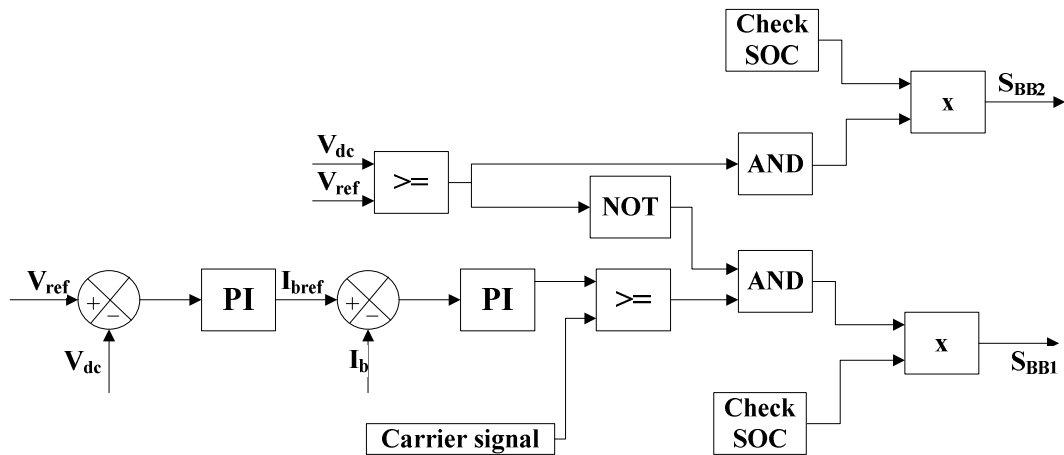 Check
SOC
x
S_BB2
V_dc
V_ref
>=
AND
NOT
V_ref
+
−
PI
I_bref
+
−
PI
>=
AND
V_dc
I_b
x
S_BB1
Carrier signal
Check
SOC